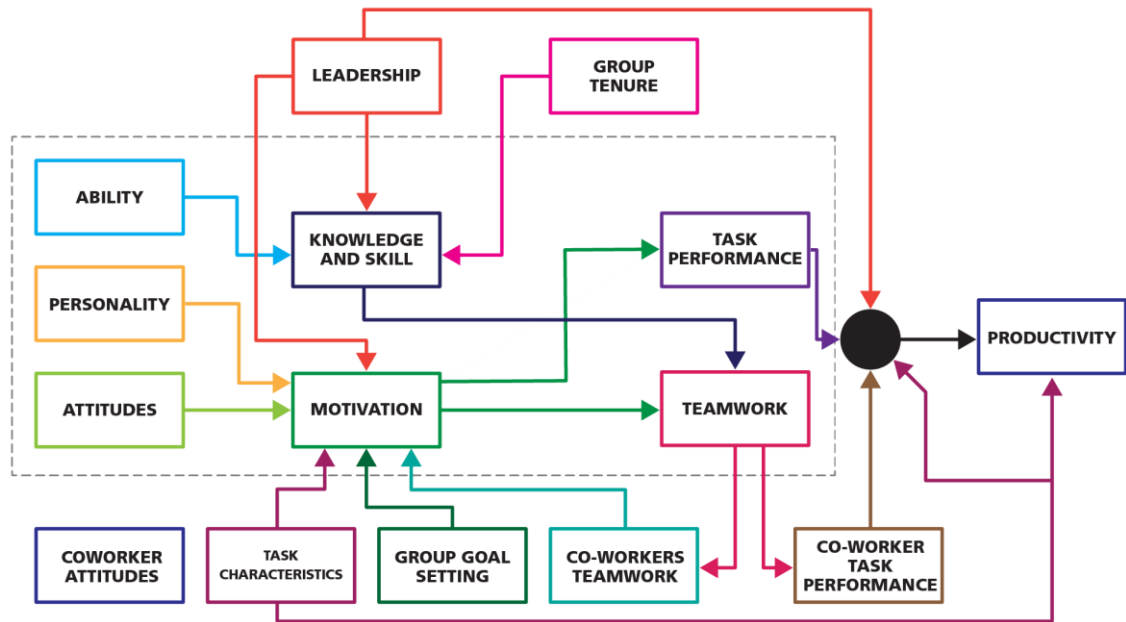 LEADERSHIP
GROUP
TENURE
ABILITY
KNOWLEDGE
AND SKILL
TASK
PERFORMANCE
PERSONALITY
PRODUCTIVITY
ATTITUDES
MOTIVATION
TEAMWORK
COWORKER
ATTITUDES
TASK
CHARACTERISTICS
GROUP GOAL
SETTING
CO-WORKERS
TEAMWORK
CO-WORKER
TASK
PERFORMANCE